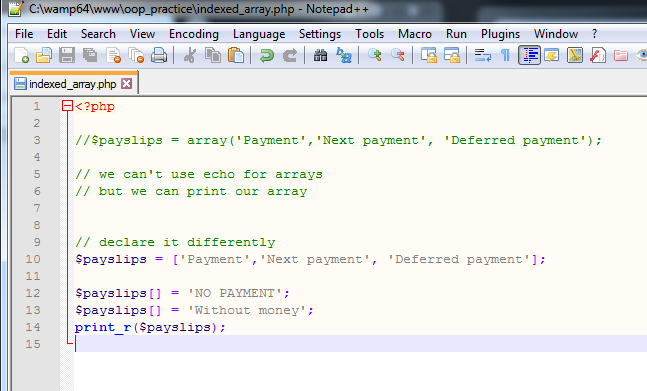 C:\wamp64\www\oop_practice\indexed_array.php - Notepad++
File Edit Search View Encoding Language Settings Tools Macro Run Plugins Window ?
indexed_array.php
1 <?php
2
3 //$payslips = array('Payment','Next payment', 'Deferred payment');
4
5 // we can't use echo for arrays
6 // but we can print our array
7
8
9 // declare it differently
10 $payslips = ['Payment','Next payment', 'Deferred payment'];
11
12 $payslips[] = 'NO PAYMENT';
13 $payslips[] = 'Without money';
14 print_r($payslips);
15